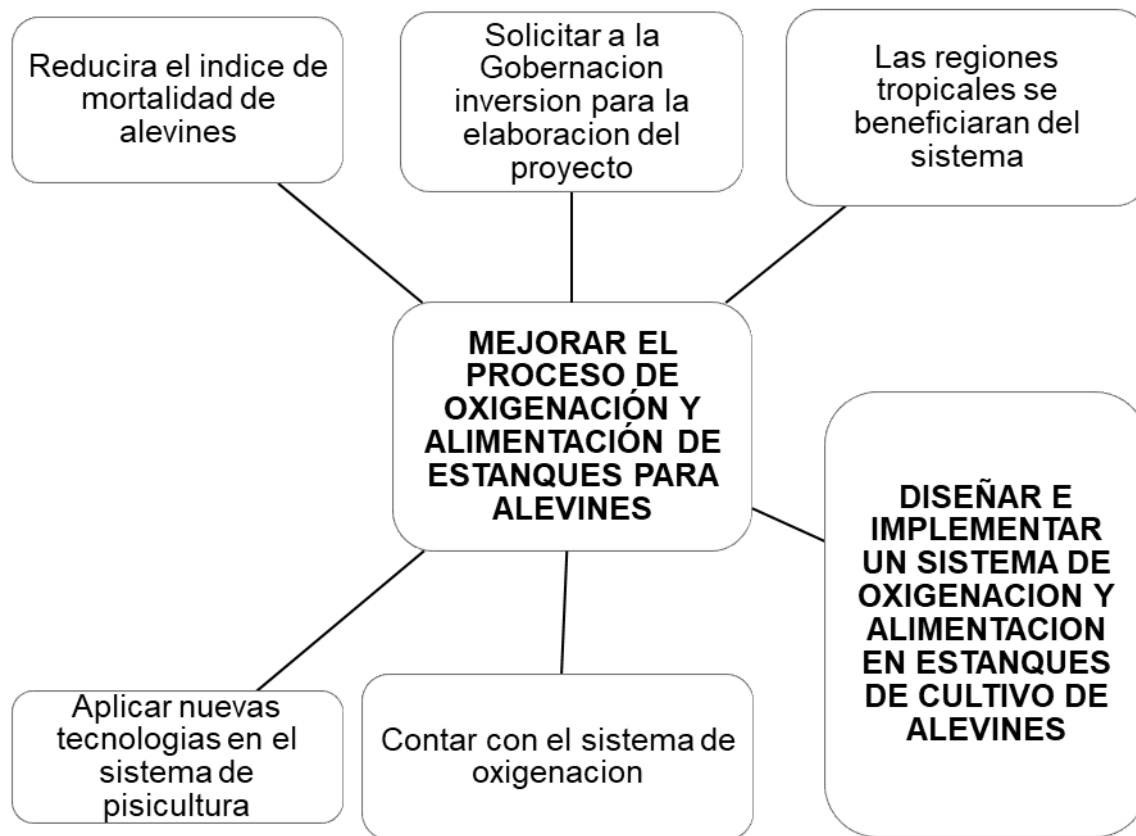 Reducira el indice de
mortalidad de
alevines
Solicitar a la
Gobernacion
inversion para la
elaboracion del
proyecto
Las regiones
tropicales se
beneficiaran del
sistema
MEJORAR EL
PROCESO DE
OXIGENACIÓN Y
ALIMENTACIÓN DE
ESTANQUES PARA
ALEVINES
DISEÑAR E
IMPLEMENTAR
UN SISTEMA DE
OXIGENACION Y
ALIMENTACION
EN ESTANQUES
DE CULTIVO DE
ALEVINES
Aplicar nuevas
tecnologias en el
sistema de
pisicultura
Contar con el sistema de
oxigenacion